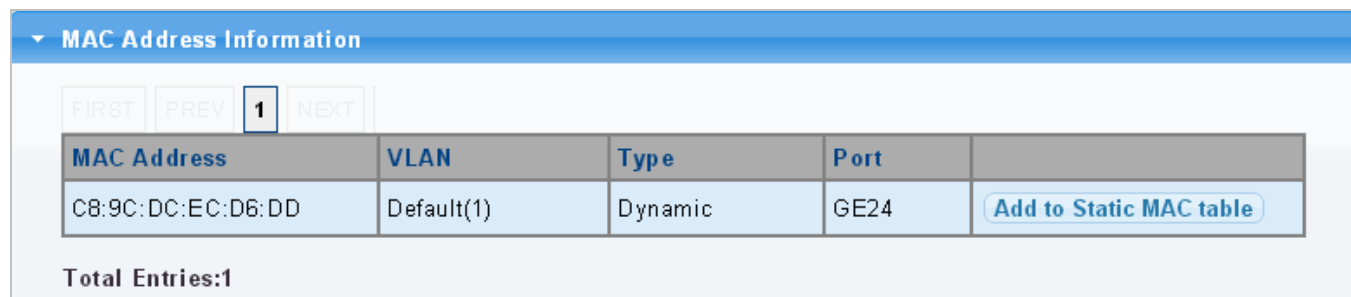 MAC Address Information
FIRST PREV 1 NEXT
MAC Address VLAN Type Port
C8:9C:DC:EC:D6:DD Default(1) Dynamic GE24 Add to Static MAC table
Total Entries:1